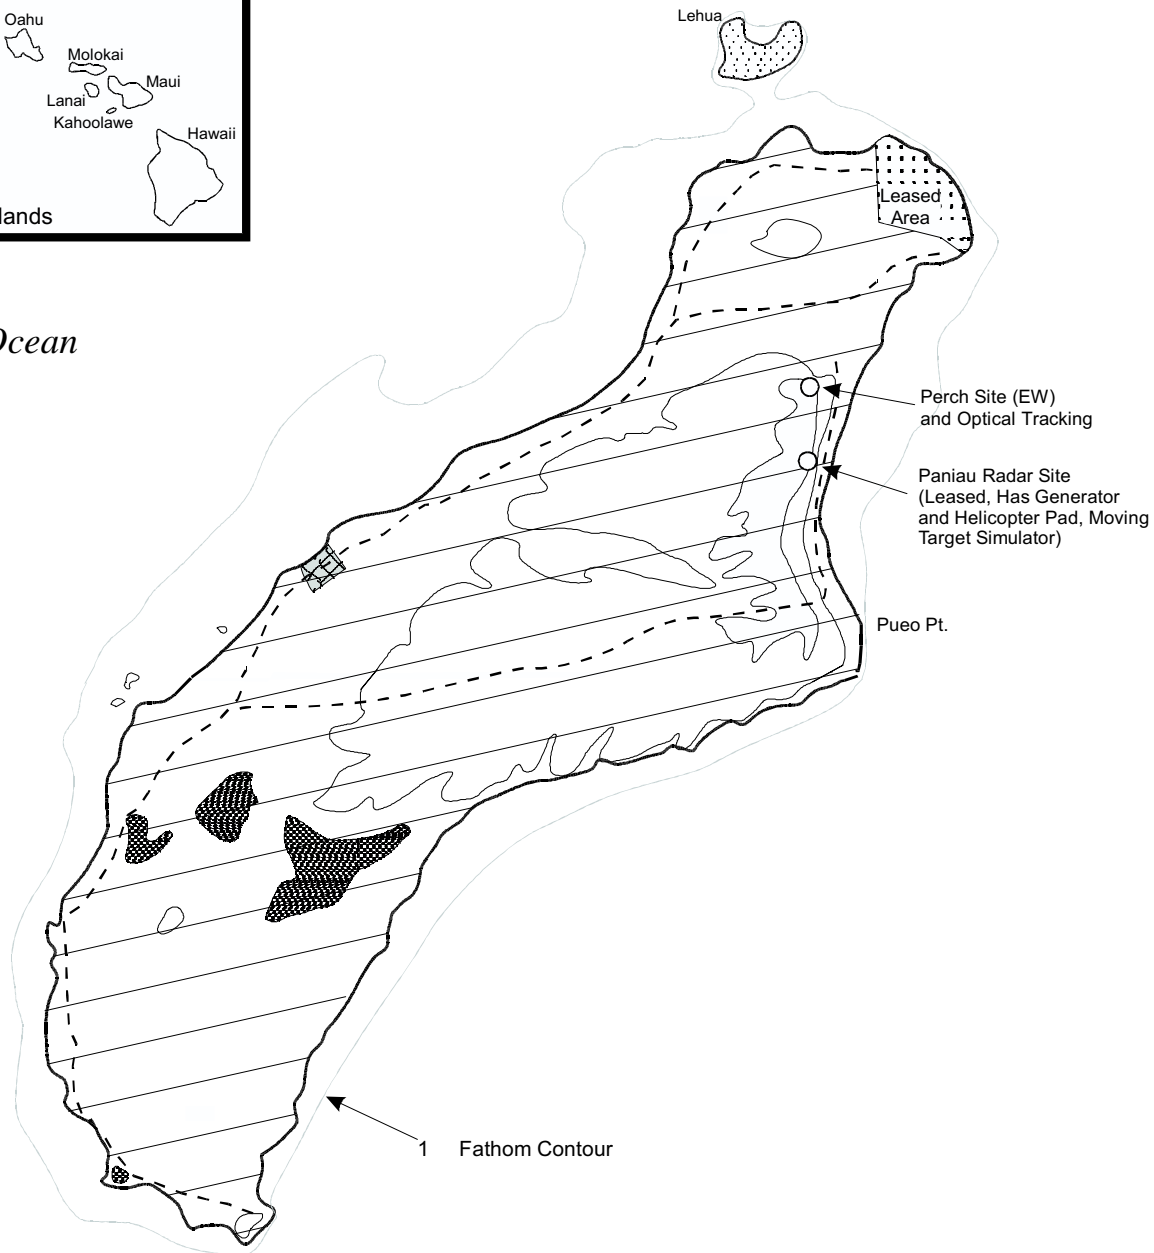 Oahu
Molokai
Maui
Lanai
Kahoolawe
Hawaii
lands
Lehua
Leased
Area
Ocean
Perch Site (EW)
and Optical Tracking
Paniau Radar Site
(Leased, Has Generator
and Helicopter Pad, Moving
Target Simulator)
Pueo Pt.
1 Fathom Contour